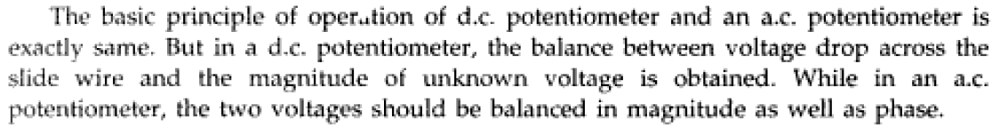 The basic principle of operation of d.c. potentiometer and an a.c. potentiometer is
exactly same. But in a d.c. potentiometer, the balance between voltage drop across the
slide wire and the magnitude of unknown voltage is obtained. While in an a.c.
potentiometer, the two voltages should be balanced in magnitude as well as phase.